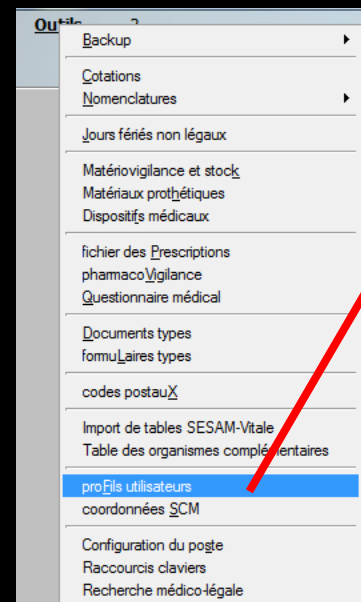 Outils ?
Backup
Cotations
Nomenclatures
Jours fériés non légaux
Matériovigilance et stock
Matériaux prothétiques
Dispositifs médicaux
fichier des Prescriptions
pharmacoVigilance
Questionnaire médical
Documents types
formuLaires types
codes postauX
Import de tables SESAM-Vitale
Table des organismes complémentaires
proFils utilisateurs
coordonnées SCM
Configuration du poste
Raccourcis claviers
Recherche médico-légale